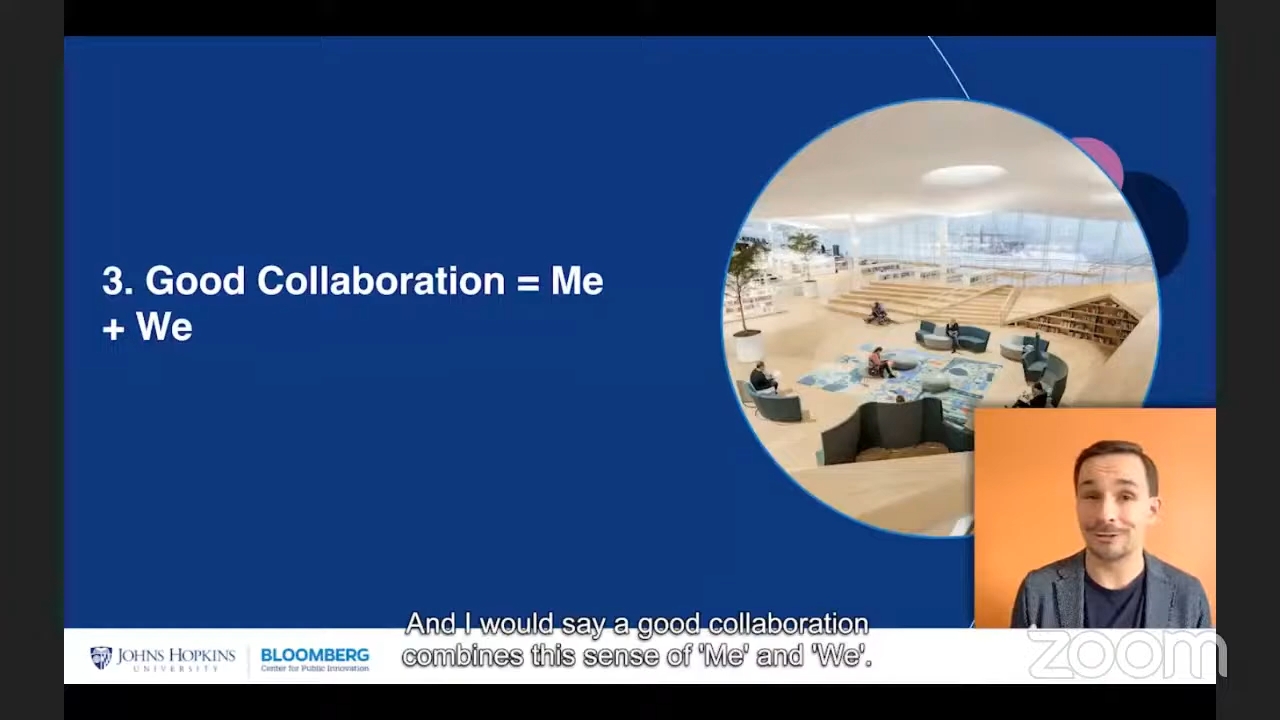 3. Good Collaboration = Me
+ We
And I would say a good collaboration
combines this sense of 'Me' and 'We'.
JOHNS HOPKINS
UNIVERSITY
BLOOMBERG
Center for Public Innovation
zoom